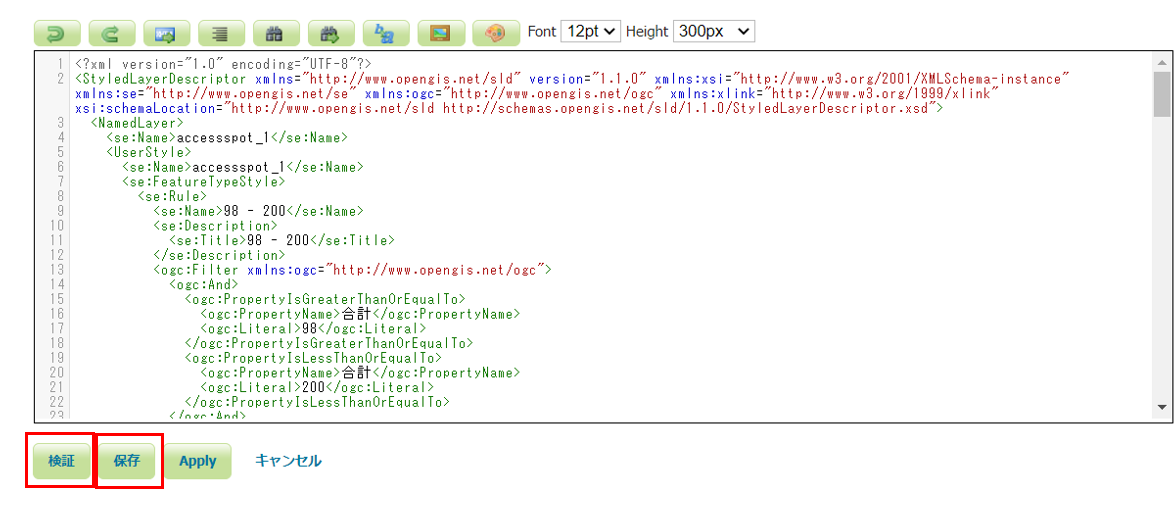 Font 12pt Height 300px
1 <?xml version="1.0" encoding="UTF-8"?>
2 <StyledLayerDescriptor xmlns="http://www.opengis.net/sld" version="1.1.0" xmlns:xsi="http://www.w3.org/2001/XMLSchema-instance"
xmlns:se="http://www.opengis.net/se" xmlns:ogc="http://www.opengis.net/ogc" xmlns:xlink="http://www.w3.org/1999/xlink"
xsi:schemaLocation="http://www.opengis.net/sld http://schemas.opengis.net/sld/1.1.0/StyledLayerDescriptor.xsd">
3 <NamedLayer>
4 <se:Name>accessspot_1</se:Name>
5 <UserStyle>
6 <se:Name>accessspot_1</se:Name>
7 <se:FeatureTypeStyle>
8 <se:Rule>
9 <se:Name>98 - 200</se:Name>
10 <se:Description>
11 <se:Title>98 - 200</se:Title>
12 </se:Description>
13 <ogc:Filter xmlns:ogc="http://www.opengis.net/ogc">
14 <ogc:And>
15 <ogc:PropertyIsGreaterThanOrEqualTo>
16 <ogc:PropertyName>合計</ogc:PropertyName>
17 <ogc:Literal>98</ogc:Literal>
18 </ogc:PropertyIsGreaterThanOrEqualTo>
19 <ogc:PropertyIsLessThanOrEqualTo>
20 <ogc:PropertyName>合計</ogc:PropertyName>
21 <ogc:Literal>200</ogc:Literal>
22 </ogc:PropertyIsLessThanOrEqualTo>
23 </ogc:And>
検証 保存 Apply キャンセル